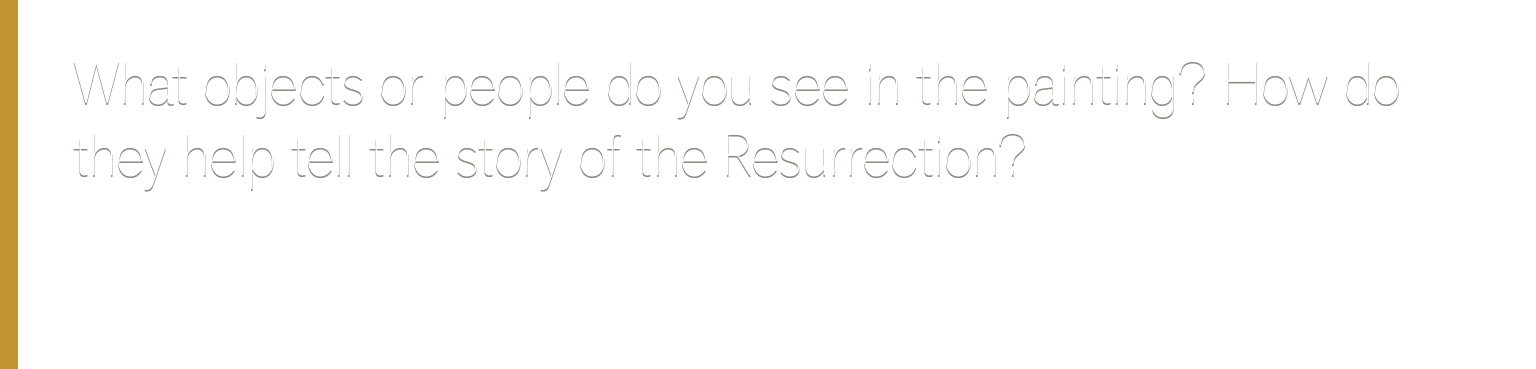 What objects or people do you see in the painting? How do
they help tell the story of the Resurrection?